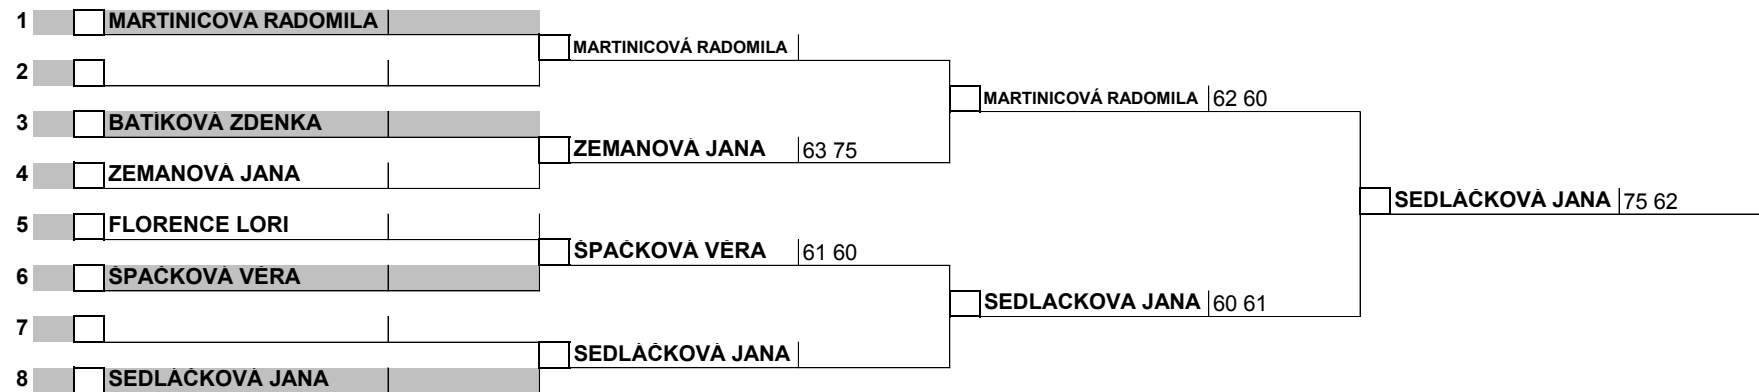 1 MARTINICOVÁ RADOMILA
MARTINICOVÁ RADOMILA
2
MARTINICOVÁ RADOMILA 62 60
3 BATÍKOVÁ ZDENKA
ZEMANOVÁ JANA 63 75
4 ZEMANOVÁ JANA
SEDLÁČKOVÁ JANA 75 62
5 FLORENCE LORI
ŠPAČKOVÁ VĚRA 61 60
6 ŠPAČKOVÁ VĚRA
SEDLÁČKOVÁ JANA 60 61
7
SEDLÁČKOVÁ JANA
8 SEDLÁČKOVÁ JANA